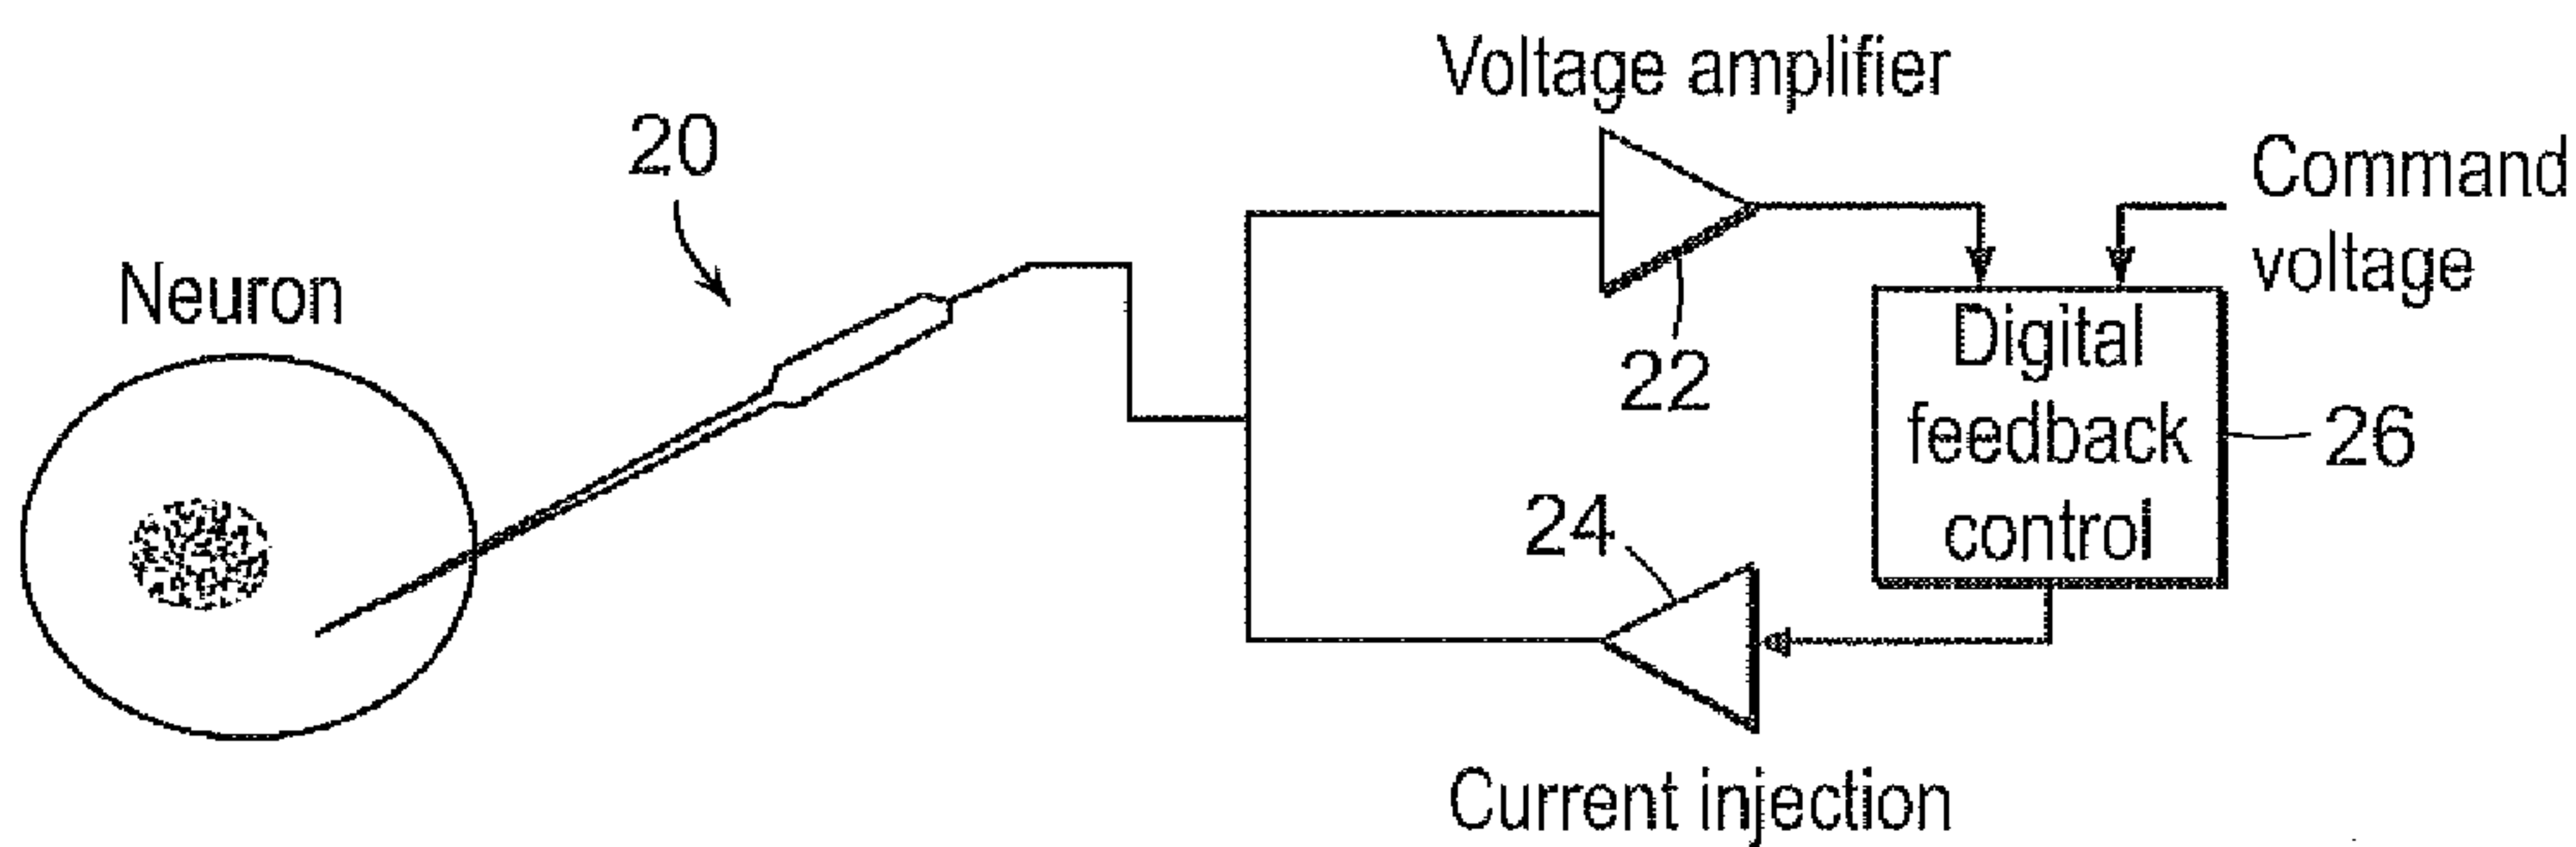 Voltage amplifier
20
Command
voltage
Neuron
22
Digital
feedback
control
26
24
Current injection